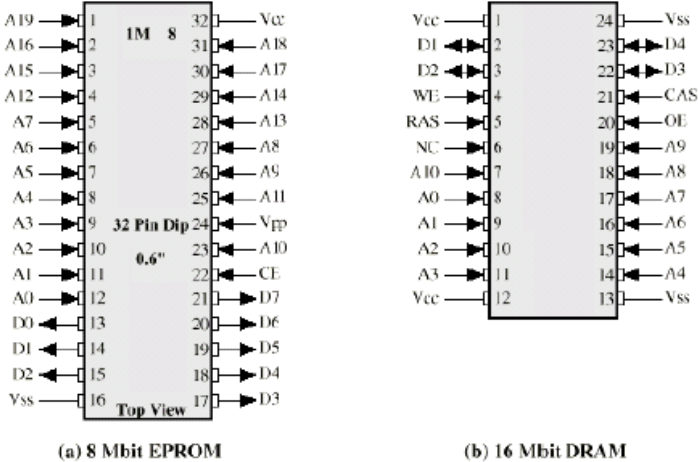 A19 1 32 Vcc
1M 8
A16 2 31 A18
A15 3 30 A17
A12 4 29 A14
A7 5 28 A13
A6 6 27 A8
A5 7 26 A9
A4 8 25 A11
A3 9 32 Pin Dip 24 Vpp
A2 10 23 A10
0.6"
A1 11 22 CE
A0 12 21 D7
D0 13 20 D6
D1 14 19 D5
D2 15 18 D4
Vss 16 17 D3
Top View
(a) 8 Mbit EPROM
Vcc 1 24 Vss
D1 2 23 D4
D2 3 22 D3
WE 4 21 CAS
RAS 5 20 OE
NC 6 19 A9
A10 7 18 A8
A0 8 17 A7
A1 9 16 A6
A2 10 15 A5
A3 11 14 A4
Vcc 12 13 Vss
(b) 16 Mbit DRAM